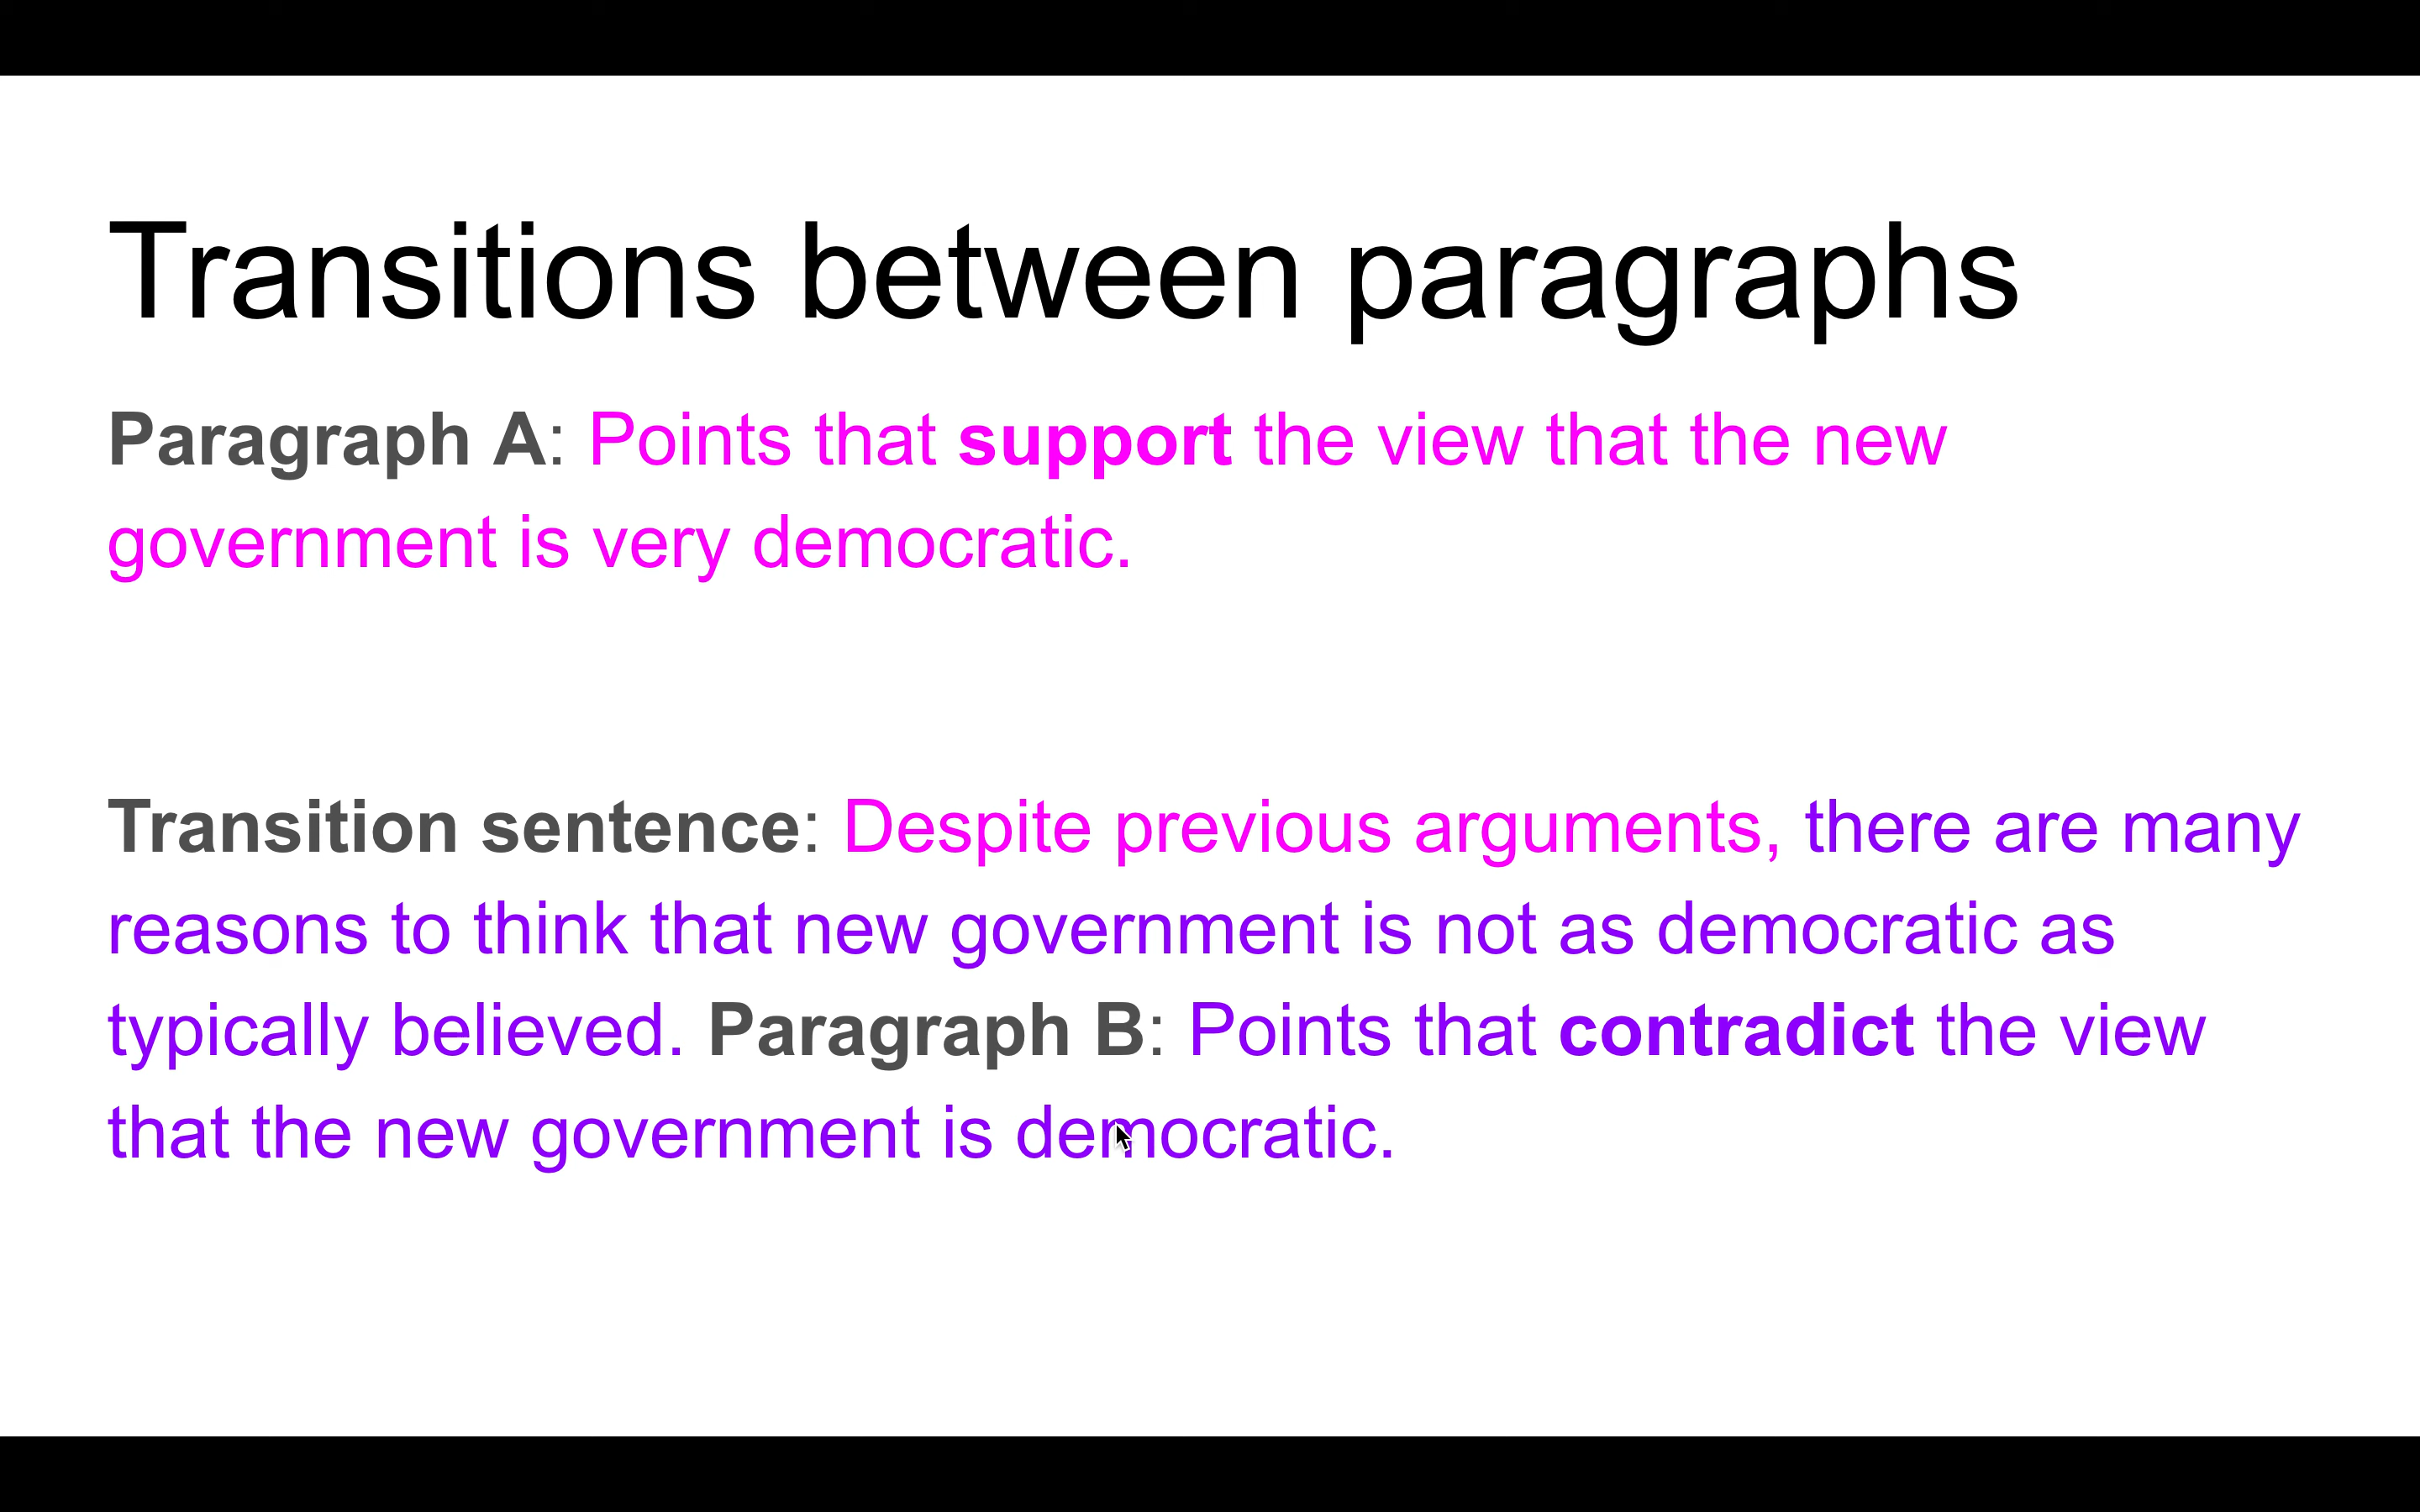 Transitions between paragraphs
Paragraph A: Points that support the view that the new
government is very democratic.
Transition sentence: Despite previous arguments, there are many
reasons to think that new government is not as democratic as
typically believed. Paragraph B: Points that contradict the view
that the new government is democratic.